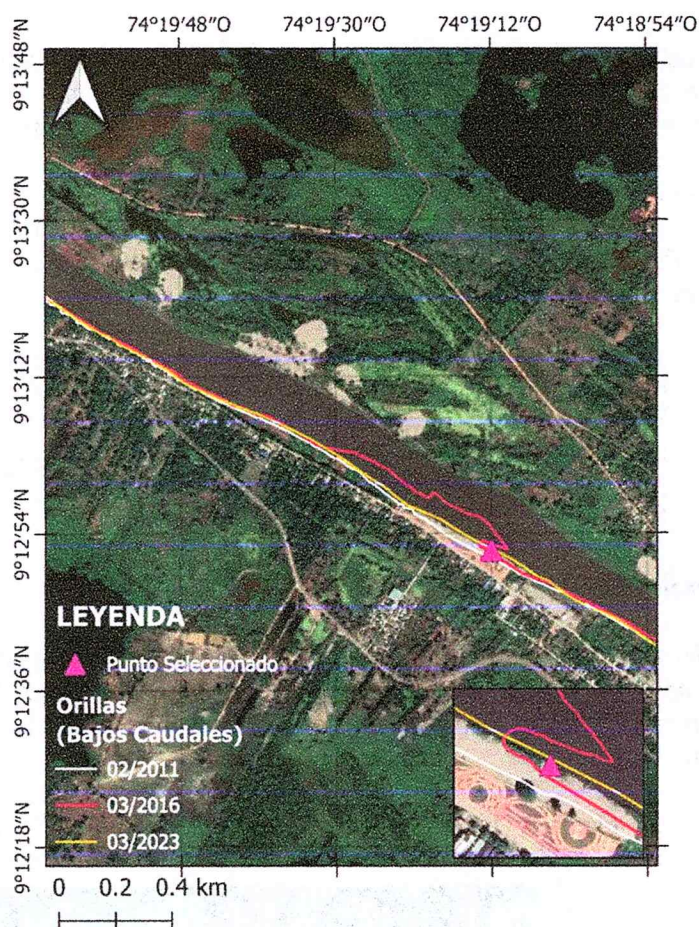 74°19'48"O 74°19'30"O 74°19'12"O 74°18'54"O
9°13'48"N
9°13'30"N
9°13'12"N
9°12'54"N
9°12'36"N
9°12'18"N
LEYENDA
Punto Seleccionado
Orillas
(Bajos Caudales)
02/2011
03/2016
03/2023
0 0.2 0.4 km